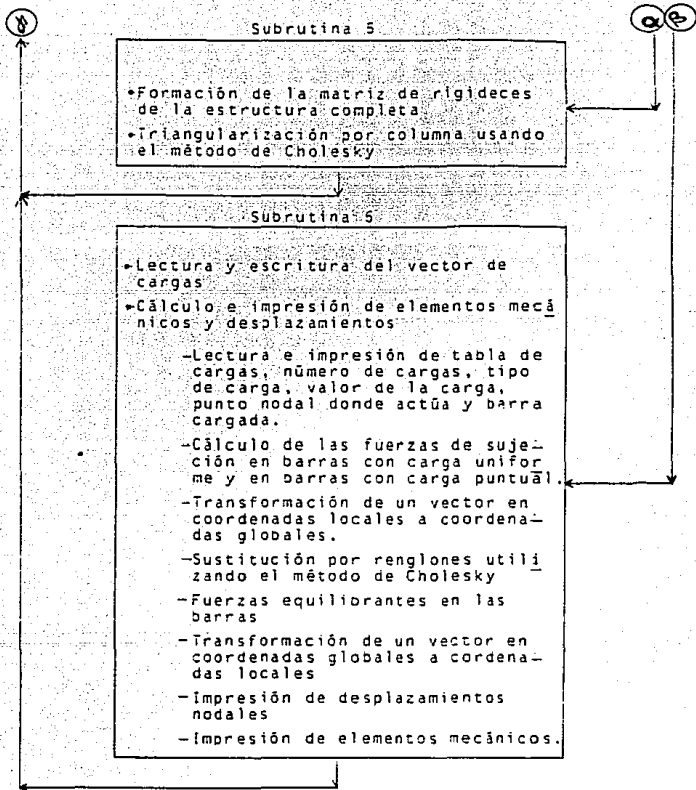 γ α β
Subrutina 5
•Formación de la matriz de rigideces
de la estructura completa
•Triangularización por columna usando
el método de Cholesky
Subrutina 6
•Lectura y escritura del vector de
cargas
•Cálculo e impresión de elementos mecá
nicos y desplazamientos
-Lectura e impresión de tabla de
cargas, número de cargas, tipo
de carga, valor de la carga,
punto nodal donde actúa y barra
cargada.
-Cálculo de las fuerzas de suje-
ción en barras con carga unifor
me y en barras con carga puntual.
-Transformación de un vector en
coordenadas locales a coordena-
das globales.
-Sustitución por renglones utili
zando el método de Cholesky
-Fuerzas equilibrantes en las
barras
-Transformación de un vector en
coordenadas globales a cordena-
das locales
-Impresión de desplazamientos
nodales
-Impresión de elementos mecánicos.